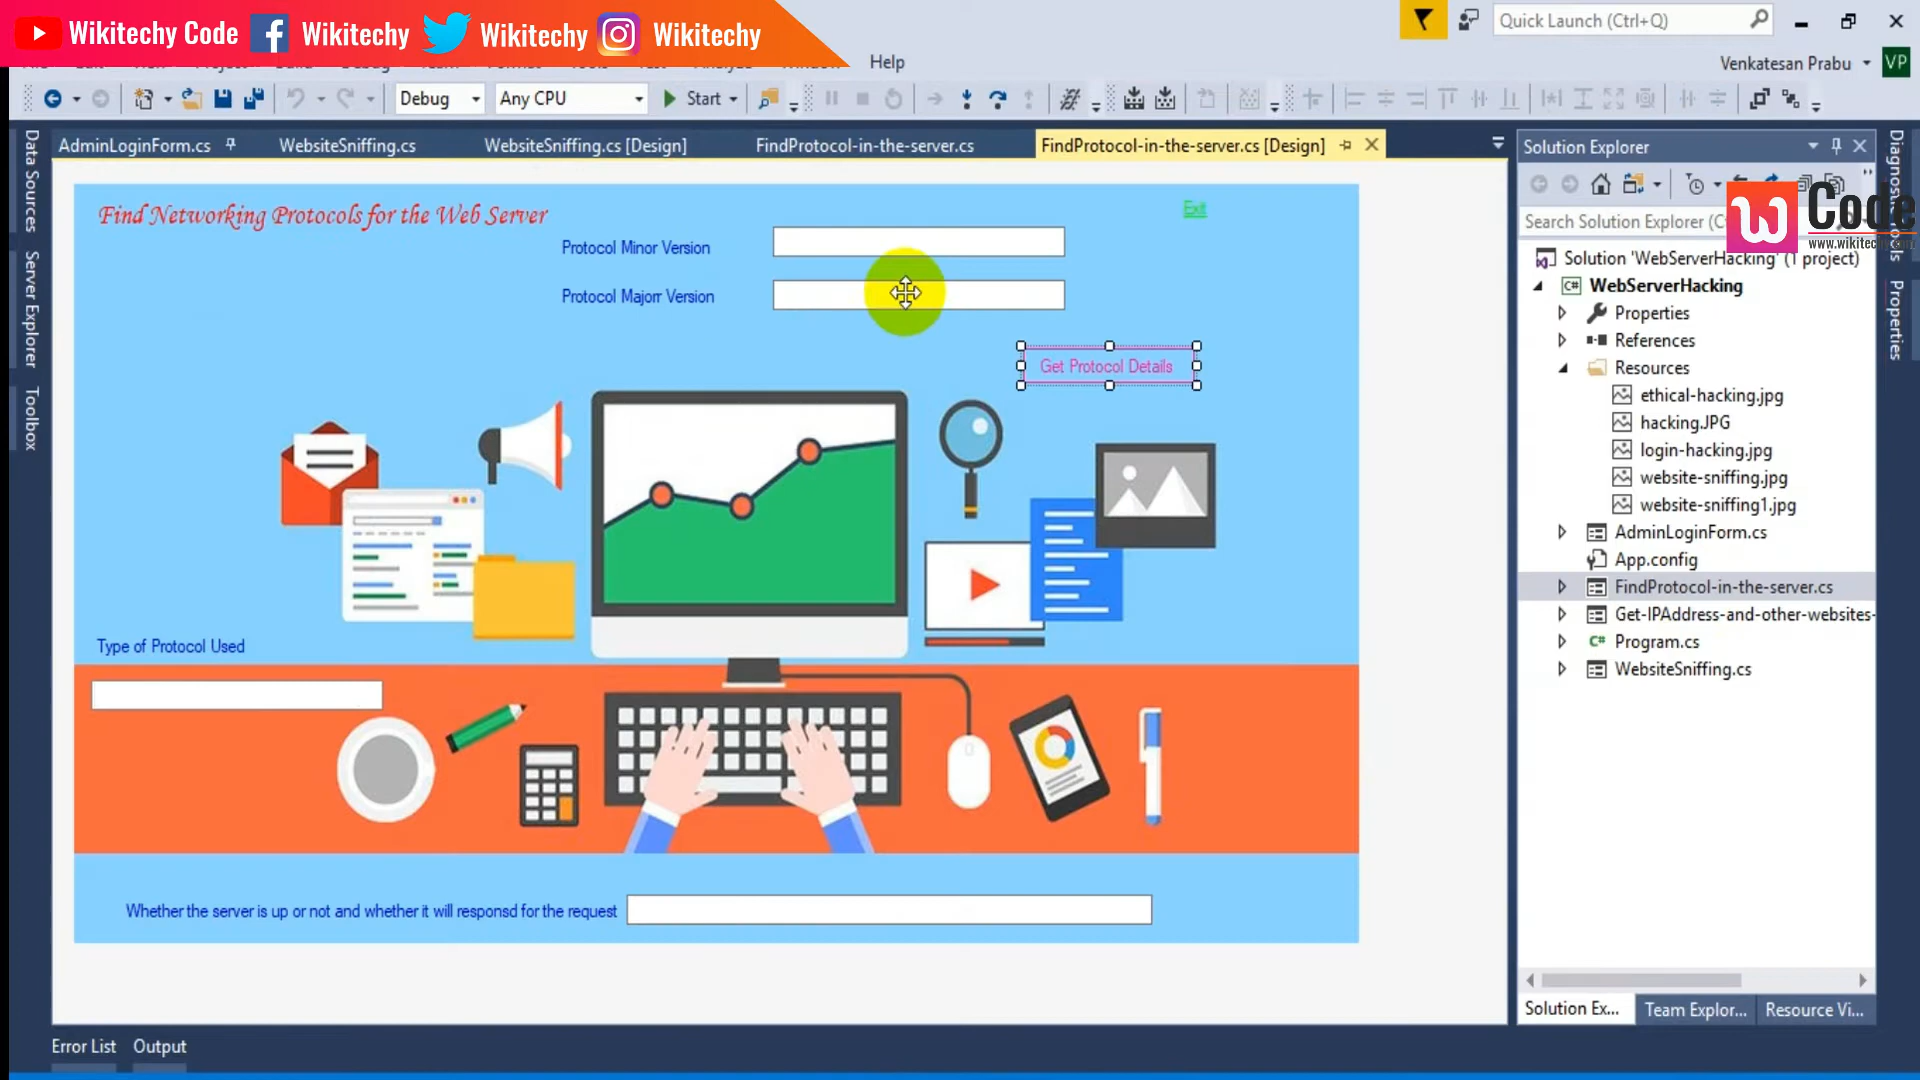 Wikitechy Code Wikitechy Wikitechy Wikitechy
Quick Launch (Ctrl+Q)
Help
Venkatesan Prabu VP
Debug Any CPU Start
AdminLoginForm.cs WebsiteSniffing.cs WebsiteSniffing.cs [Design] FindProtocol-in-the-server.cs FindProtocol-in-the-server.cs [Design]
Data Sources
Server Explorer
Toolbox
Find Networking Protocols for the Web Server
Exit
Protocol Minor Version
Protocol Majorr Version
Get Protocol Details
Type of Protocol Used
Whether the server is up or not and whether it will responsd for the request
Solution Explorer
Search Solution Explorer (C
Code
www.wikitechy.com
Solution 'WebServerHacking' (1 project)
C# WebServerHacking
Properties
References
Resources
ethical-hacking.jpg
hacking.JPG
login-hacking.jpg
website-sniffing.jpg
website-sniffing1.jpg
AdminLoginForm.cs
App.config
FindProtocol-in-the-server.cs
Get-IPAddress-and-other-websites-
C# Program.cs
WebsiteSniffing.cs
Solution Ex... Team Explor... Resource Vi...
Properties
Error List Output